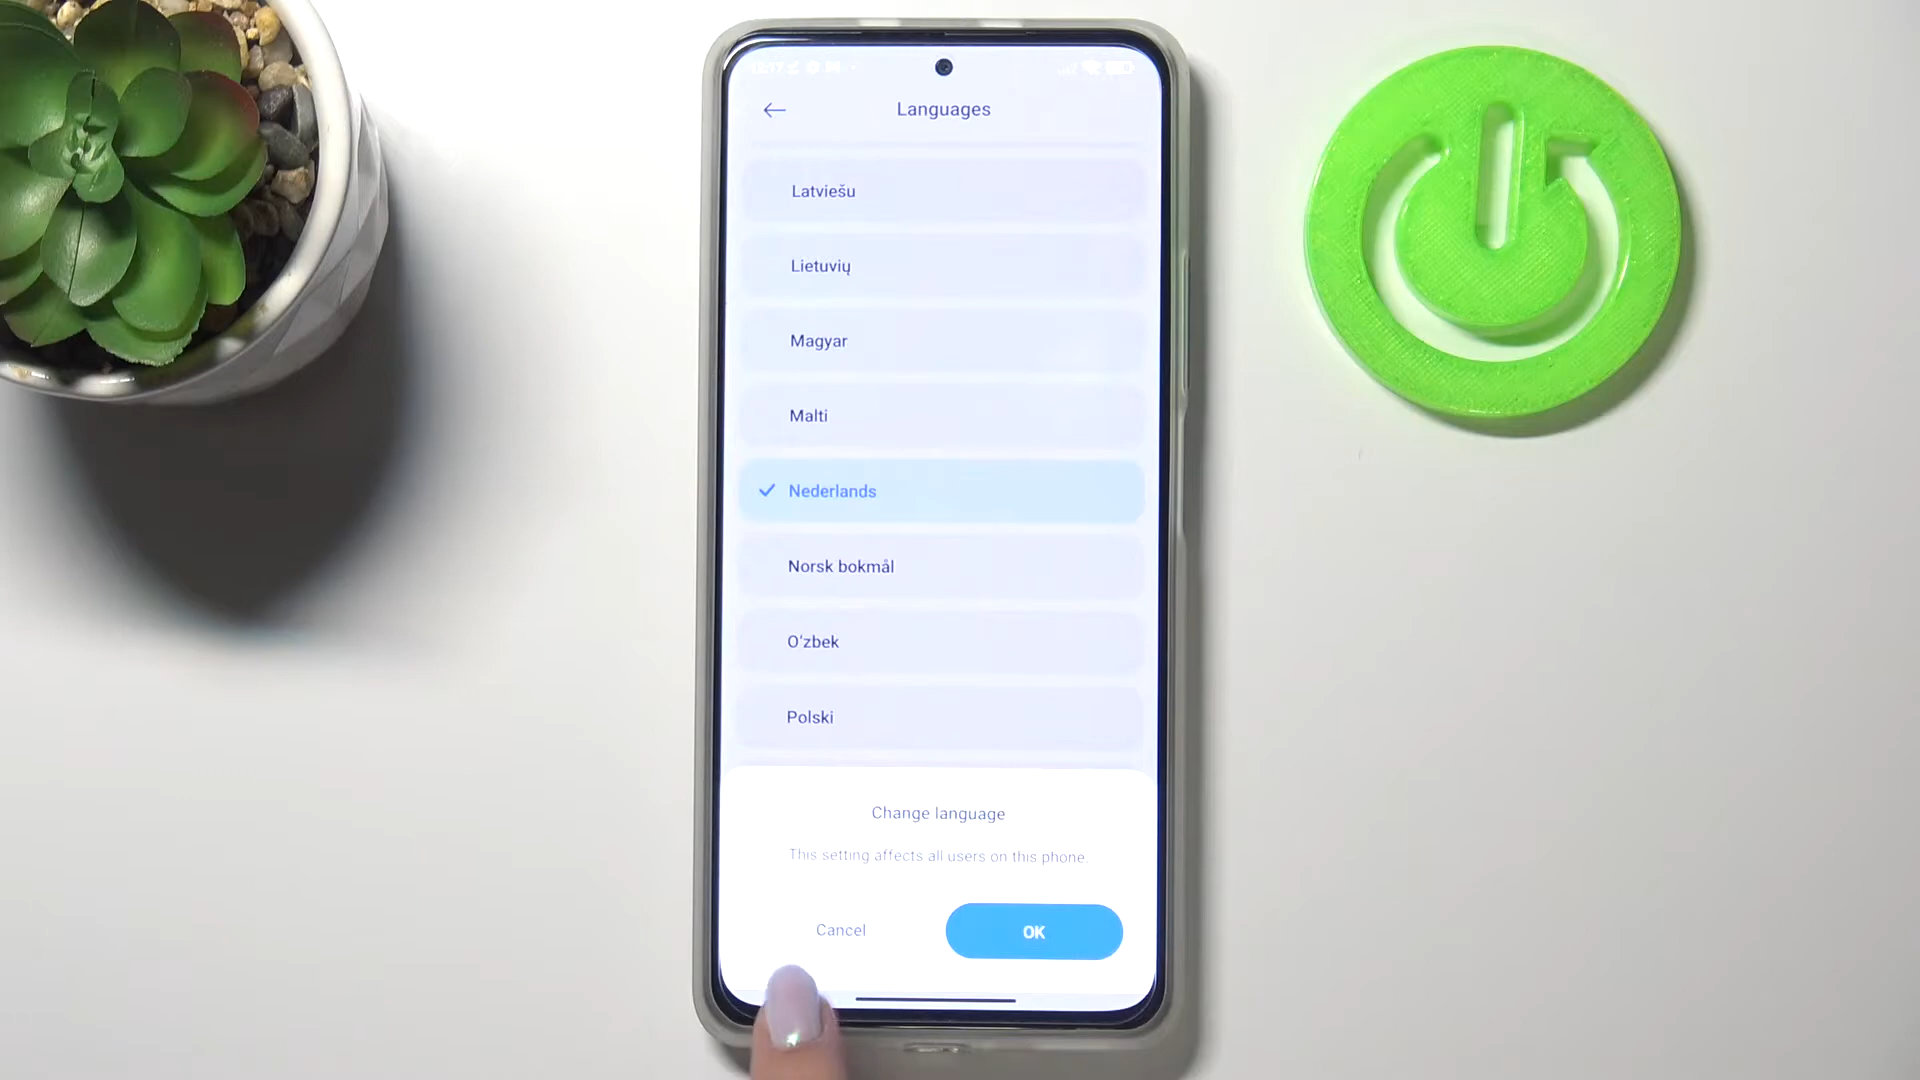 Languages
Latviešu
Lietuvių
Magyar
Malti
Nederlands
Norsk bokmål
O'zbek
Polski
Change language
This setting affects all users on this phone.
Cancel
OK